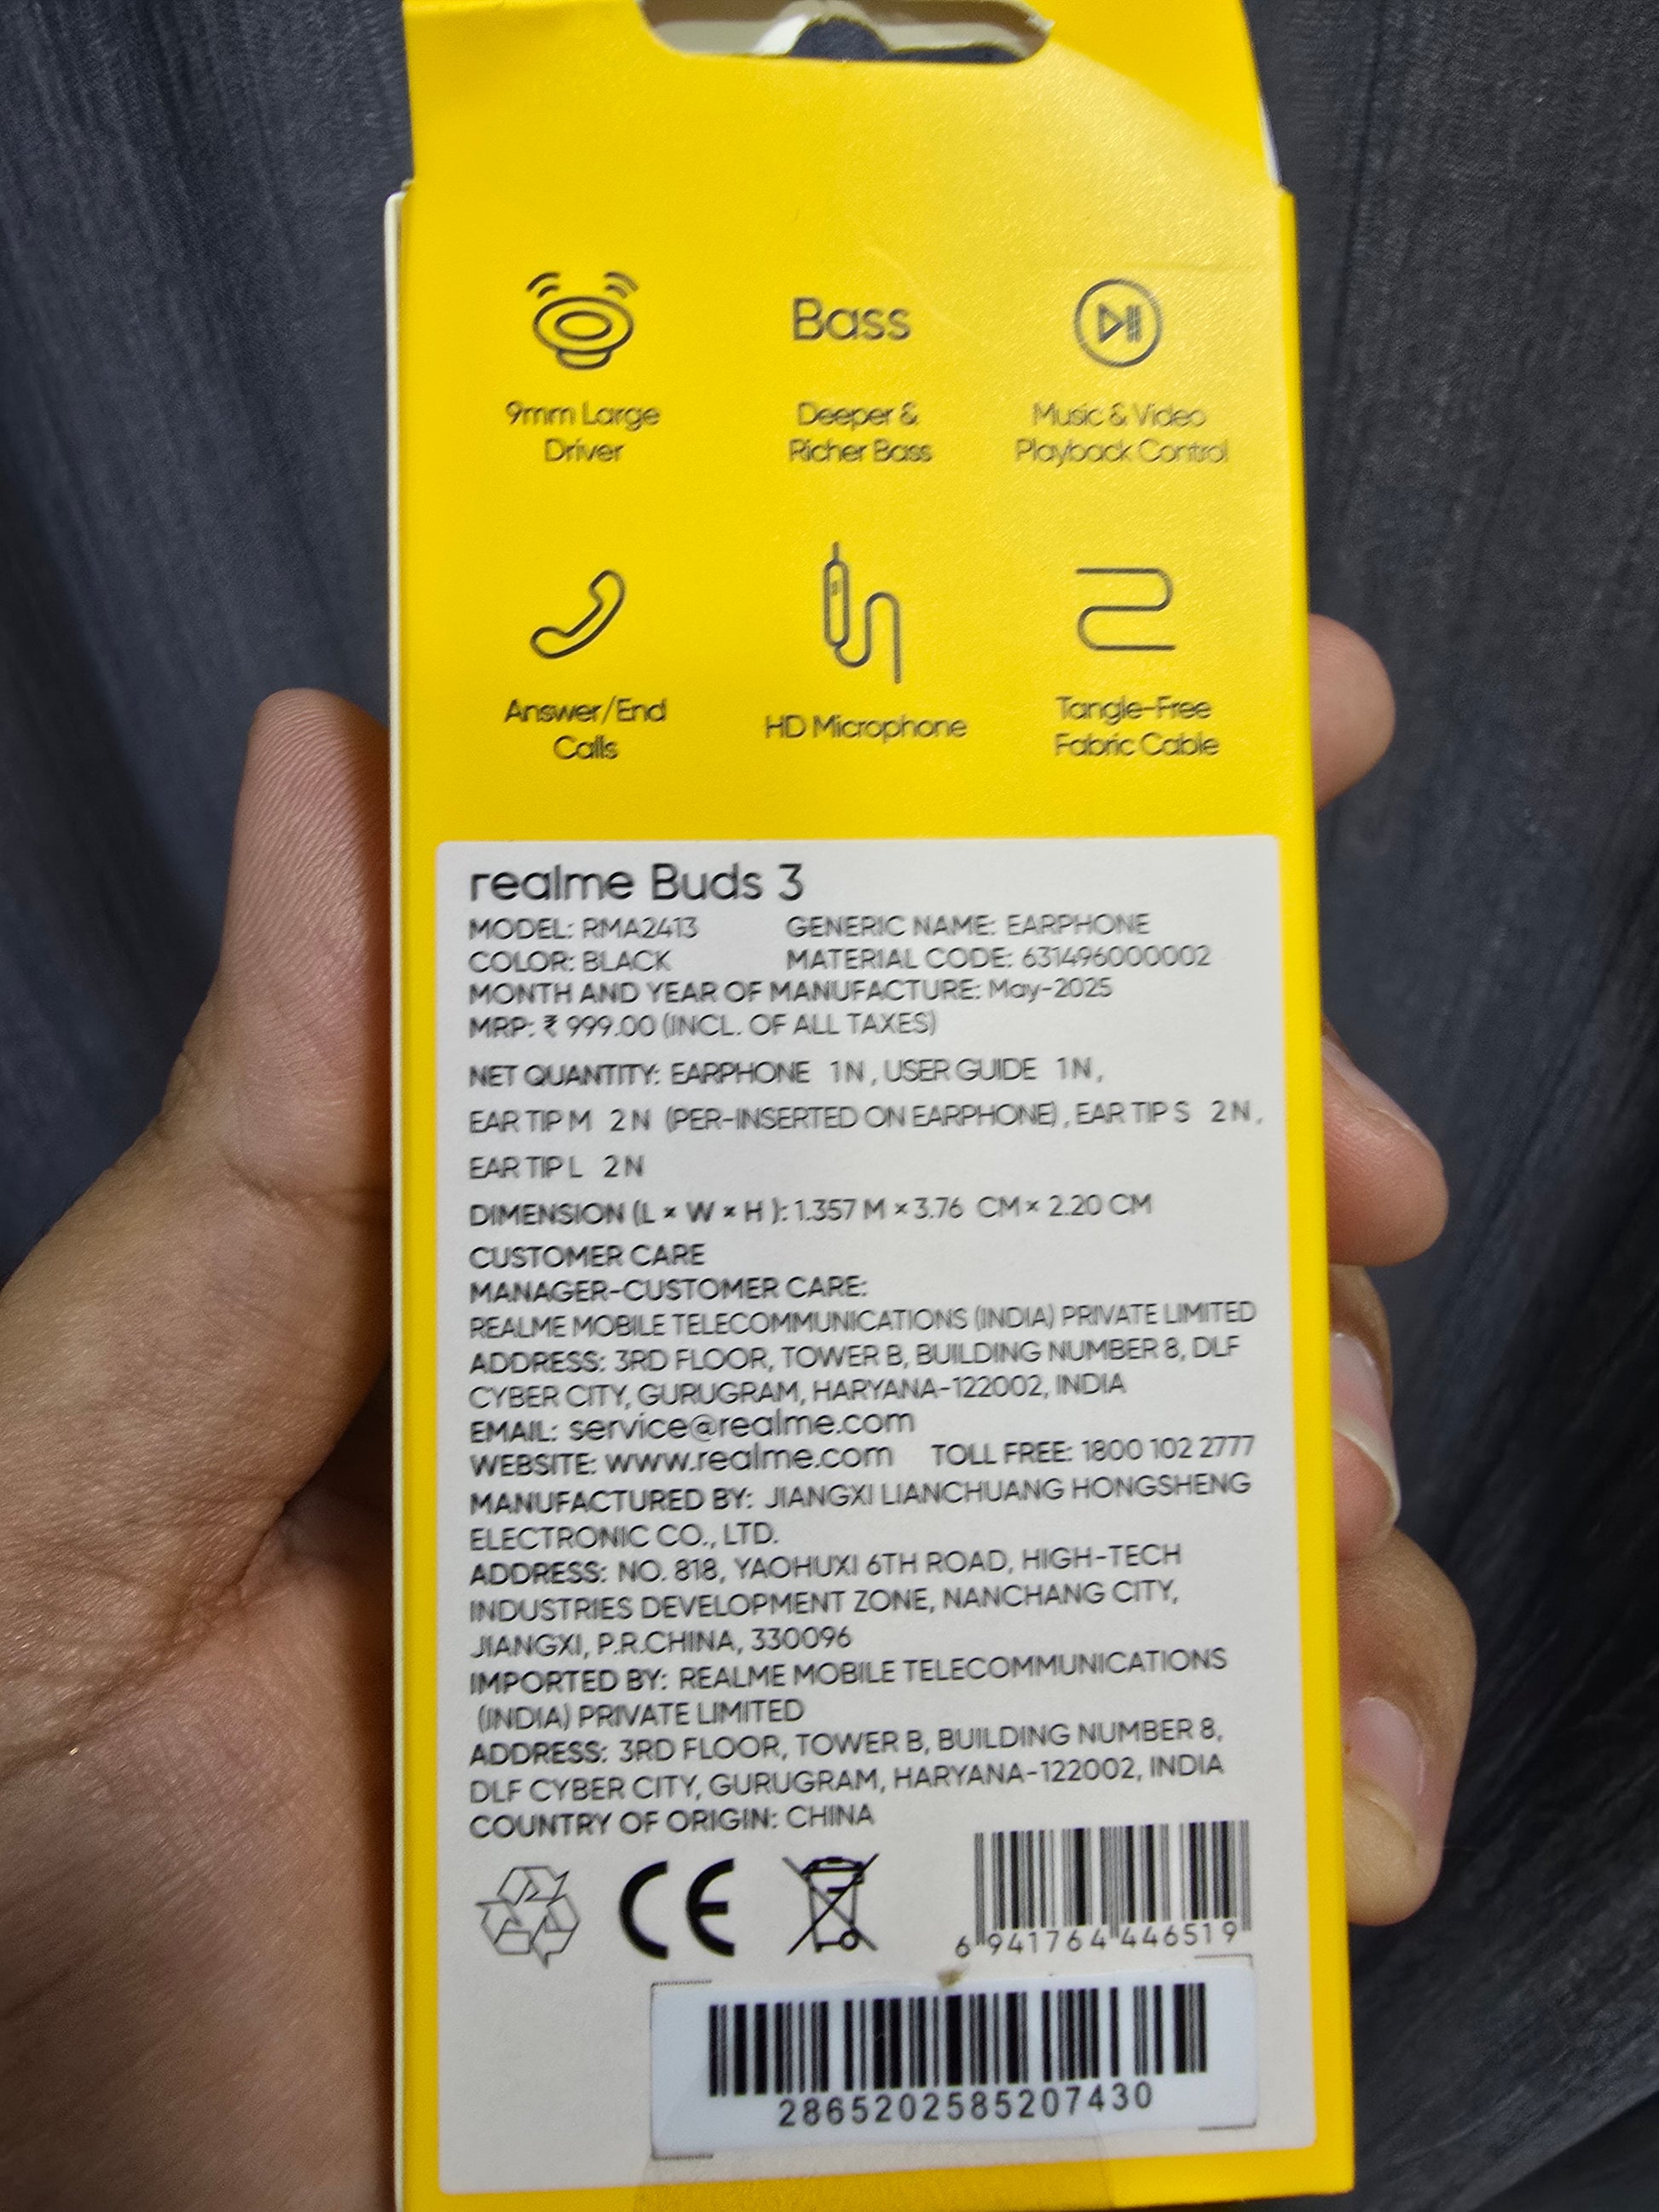 9mm Large
Driver
Bass
Deeper &
Richer Bass
Music & Video
Playback Control
Answer/End
Calls
HD Microphone
Tangle-Free
Fabric Cable
realme Buds 3
MODEL: RMA2413 GENERIC NAME: EARPHONE
COLOR: BLACK MATERIAL CODE: 631496000002
MONTH AND YEAR OF MANUFACTURE: May-2025
MRP: ₹ 999.00 (INCL. OF ALL TAXES)
NET QUANTITY: EARPHONE 1 N , USER GUIDE 1 N ,
EAR TIP M 2 N (PER-INSERTED ON EARPHONE) , EAR TIP S 2 N ,
EAR TIP L 2 N
DIMENSION (L × W × H ): 1.357 M × 3.76 CM × 2.20 CM
CUSTOMER CARE
MANAGER-CUSTOMER CARE:
REALME MOBILE TELECOMMUNICATIONS (INDIA) PRIVATE LIMITED
ADDRESS: 3RD FLOOR, TOWER B, BUILDING NUMBER 8, DLF
CYBER CITY, GURUGRAM, HARYANA-122002, INDIA
EMAIL: service@realme.com
WEBSITE: www.realme.com TOLL FREE: 1800 102 2777
MANUFACTURED BY: JIANGXI LIANCHUANG HONGSHENG
ELECTRONIC CO., LTD.
ADDRESS: NO. 818, YAOHUXI 6TH ROAD, HIGH-TECH
INDUSTRIES DEVELOPMENT ZONE, NANCHANG CITY,
JIANGXI, P.R.CHINA, 330096
IMPORTED BY: REALME MOBILE TELECOMMUNICATIONS
(INDIA) PRIVATE LIMITED
ADDRESS: 3RD FLOOR, TOWER B, BUILDING NUMBER 8,
DLF CYBER CITY, GURUGRAM, HARYANA-122002, INDIA
COUNTRY OF ORIGIN: CHINA
CE
6 941764 446519
2865202585207430